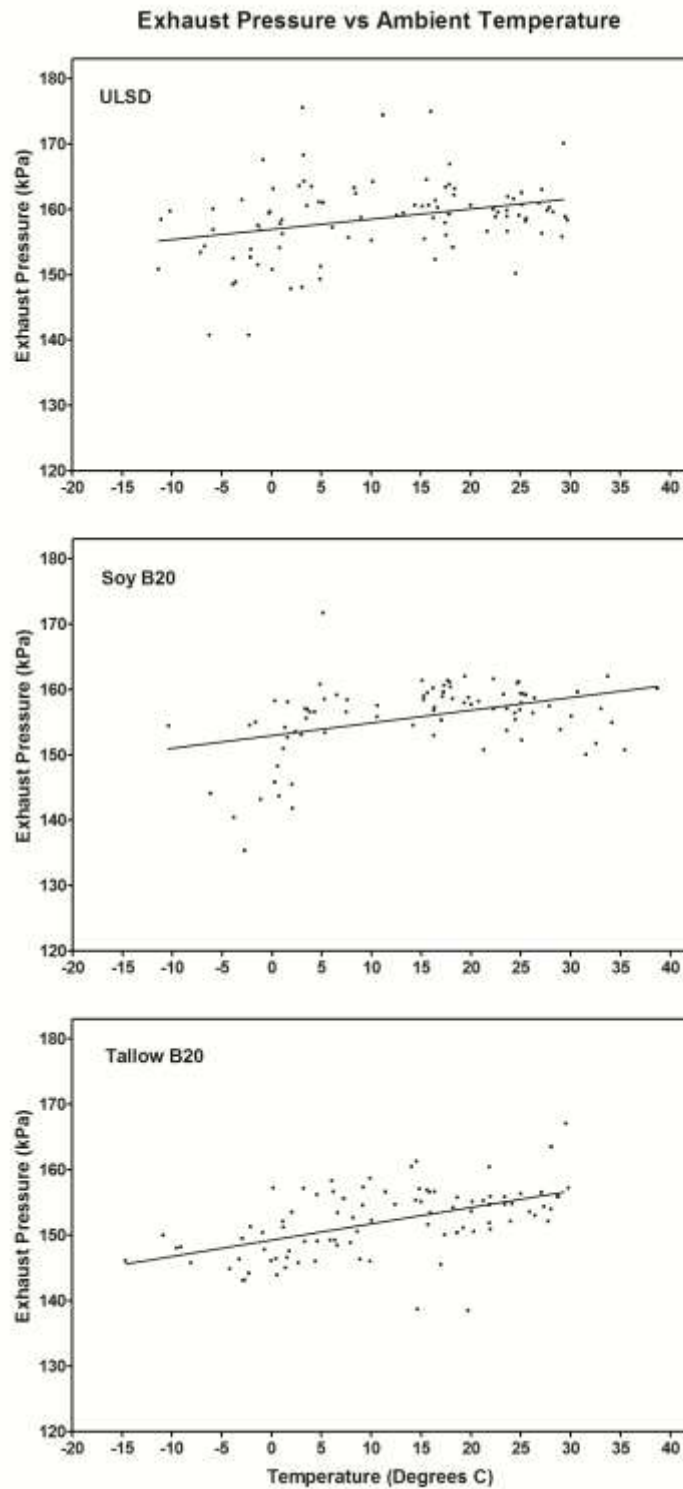 Exhaust Pressure vs Ambient Temperature
ULSD
Exhaust Pressure (kPa)
180
170
160
150
140
130
120
-20 -15 -10 -5 0 5 10 15 20 25 30 35 40
Soy B20
Exhaust Pressure (kPa)
180
170
160
150
140
130
120
-20 -15 -10 -5 0 5 10 15 20 25 30 35 40
Tallow B20
Exhaust Pressure (kPa)
180
170
160
150
140
130
120
-20 -15 -10 -5 0 5 10 15 20 25 30 35 40
Temperature (Degrees C)